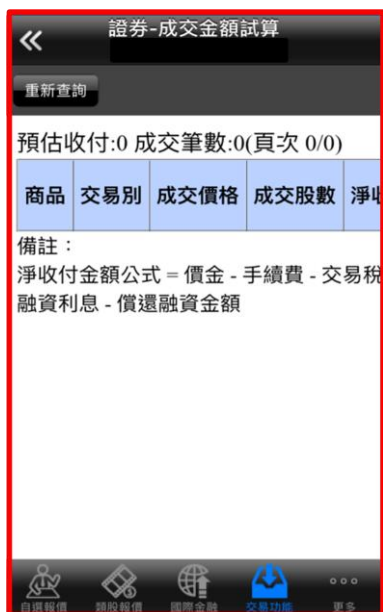 證券-成交金額試算
重新查詢
預估收付:0 成交筆數:0(頁次 0/0)
商品 交易別 成交價格 成交股數 淨收
備註：
淨收付金額公式 = 價金 - 手續費 - 交易稅
融資利息 - 償還融資金額
自選報價 類股報價 國際金融 交易功能 更多